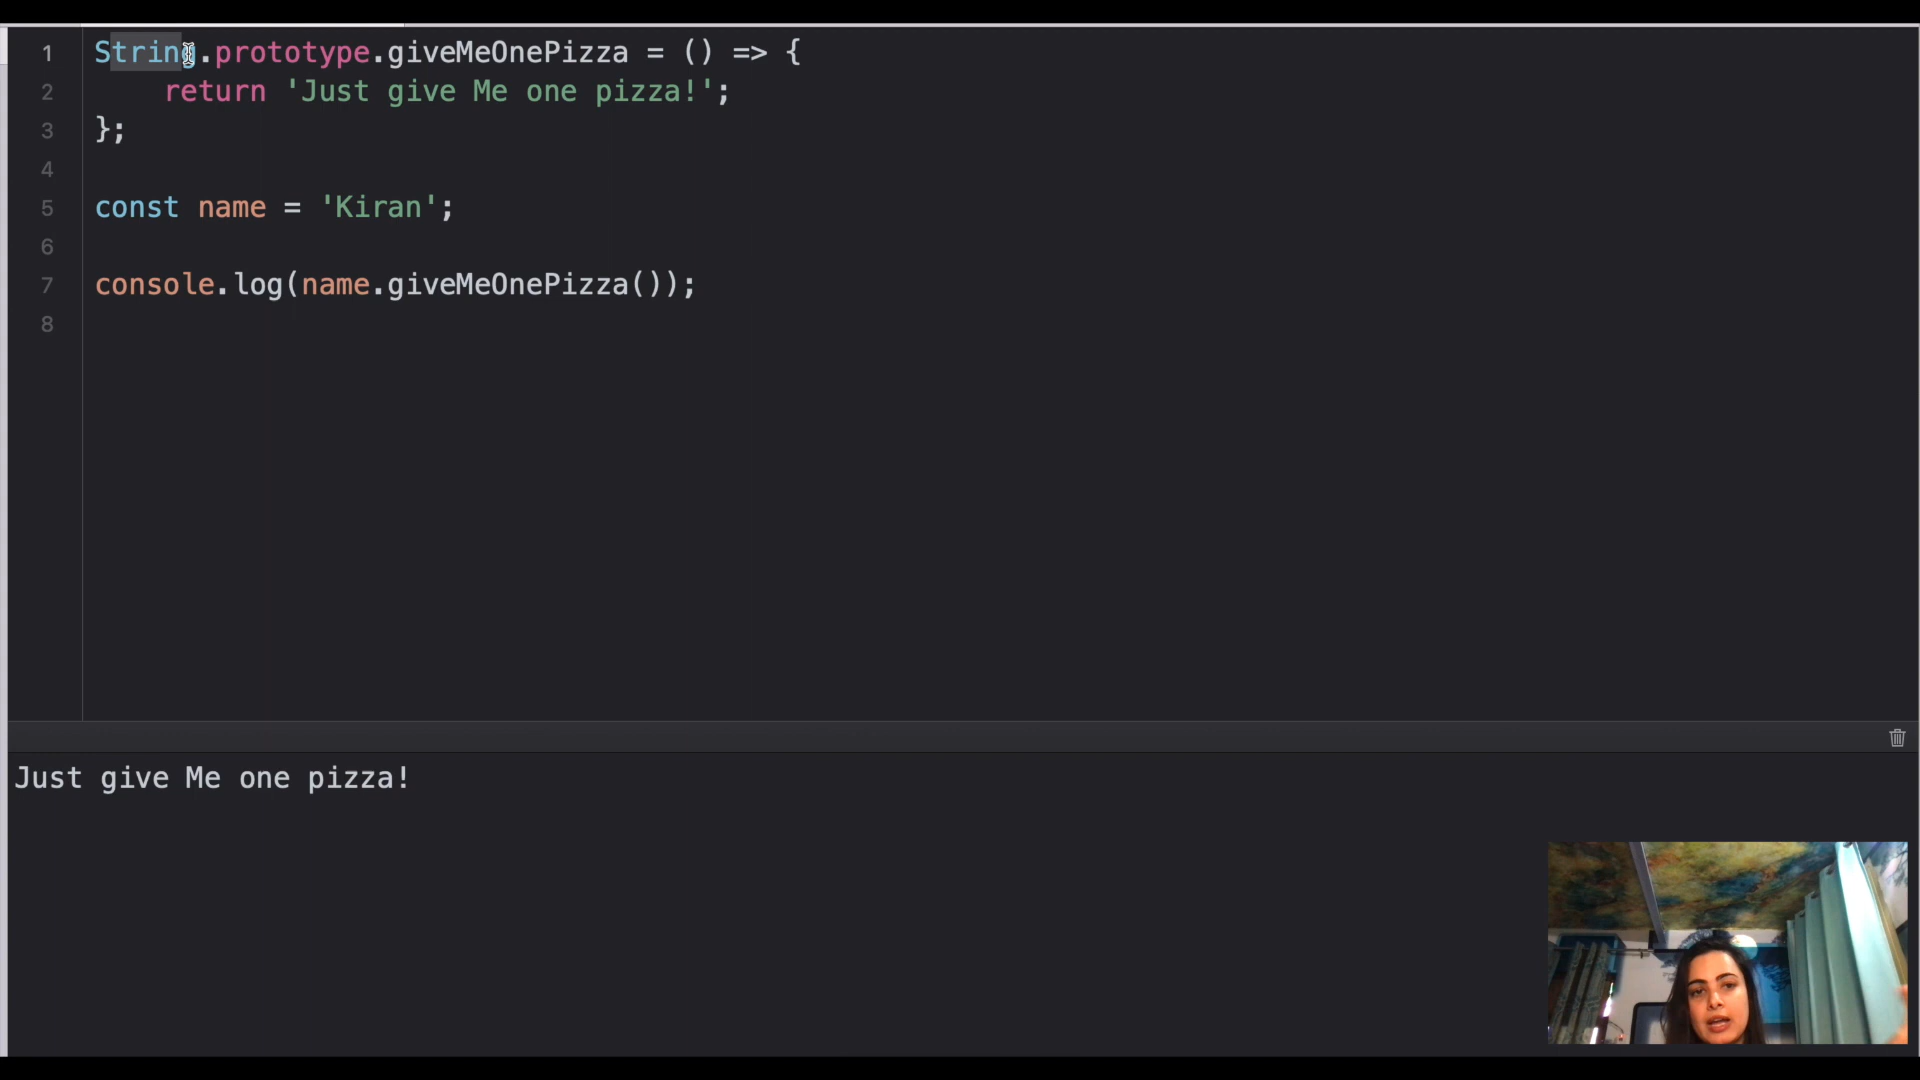 1 String.prototype.giveMeOnePizza = () => {
2 return 'Just give Me one pizza!';
3 };
4
5 const name = 'Kiran';
6
7 console.log(name.giveMeOnePizza());
8
Just give Me one pizza!